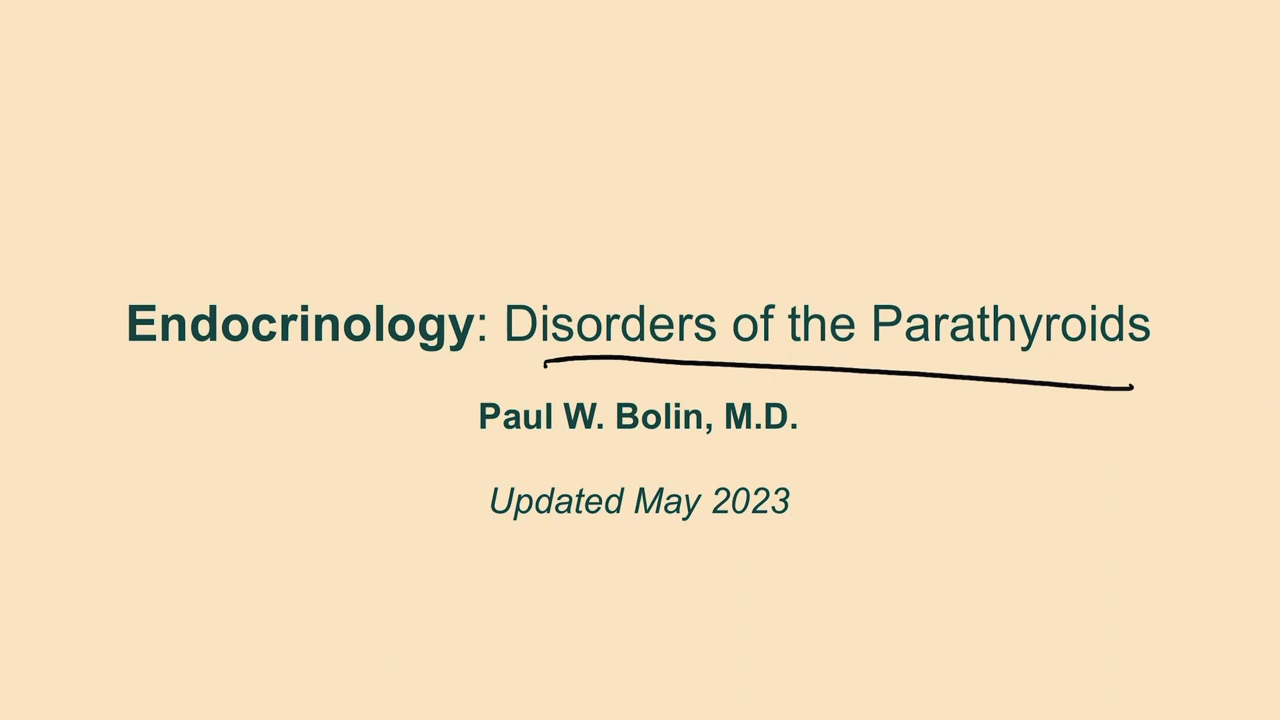 Endocrinology: Disorders of the Parathyroids
Paul W. Bolin, M.D.
Updated May 2023